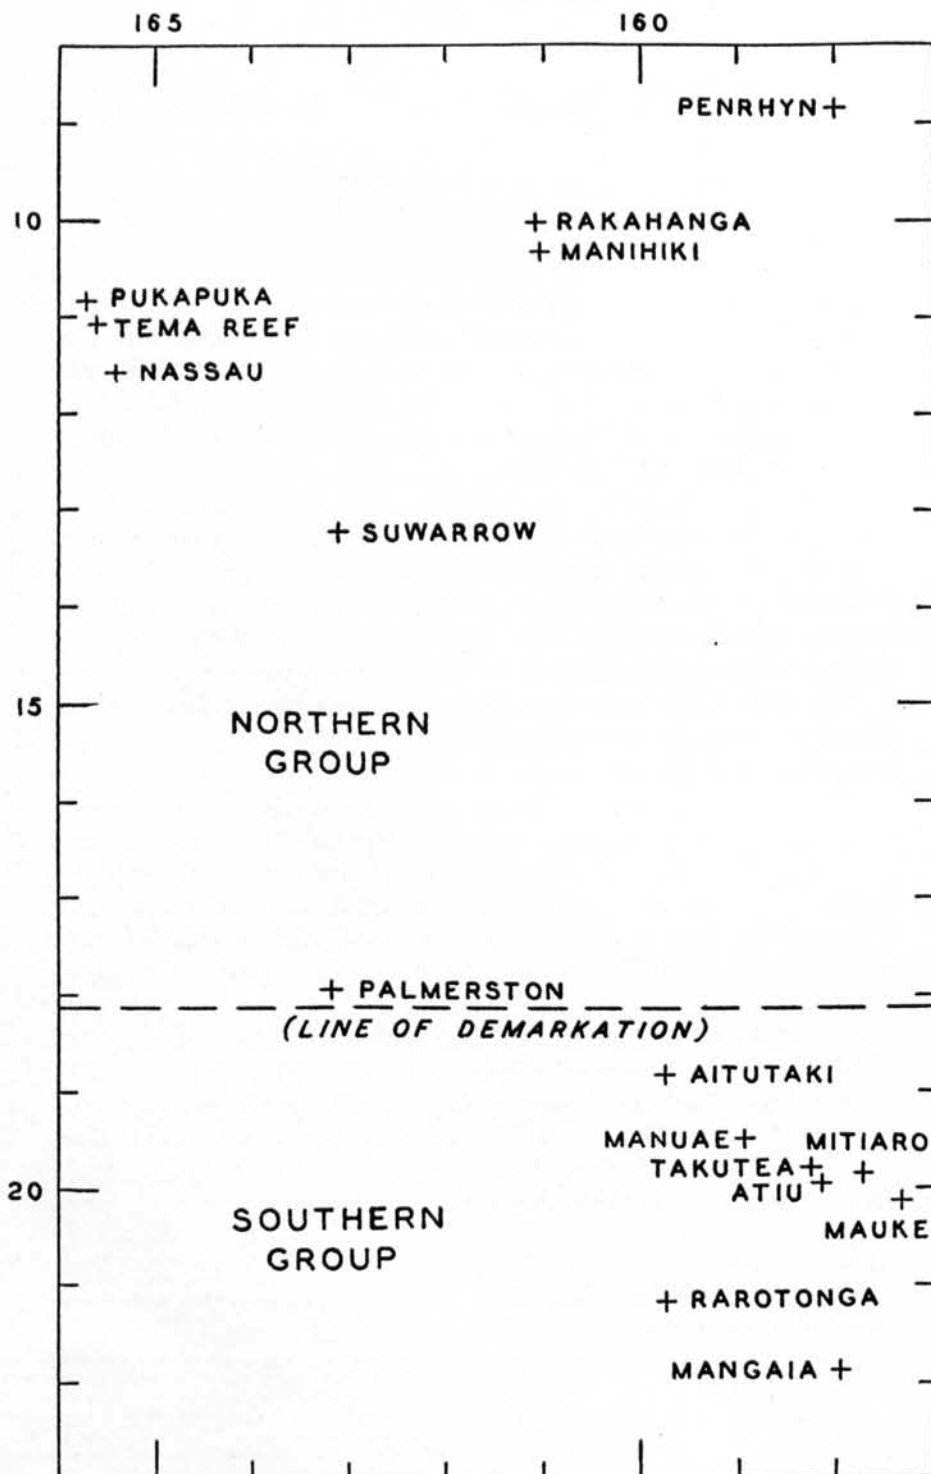 165 160
PENRHYN
10
RAKAHANGA
MANIHIKI
PUKAPUKA
TEMA REEF
NASSAU
SUWARROW
15
NORTHERN
GROUP
PALMERSTON
(LINE OF DEMARKATION)
AITUTAKI
MANUAE MITIARO
TAKUTEA
20
ATIU
SOUTHERN
GROUP
MAUKE
RAROTONGA
MANGAIA